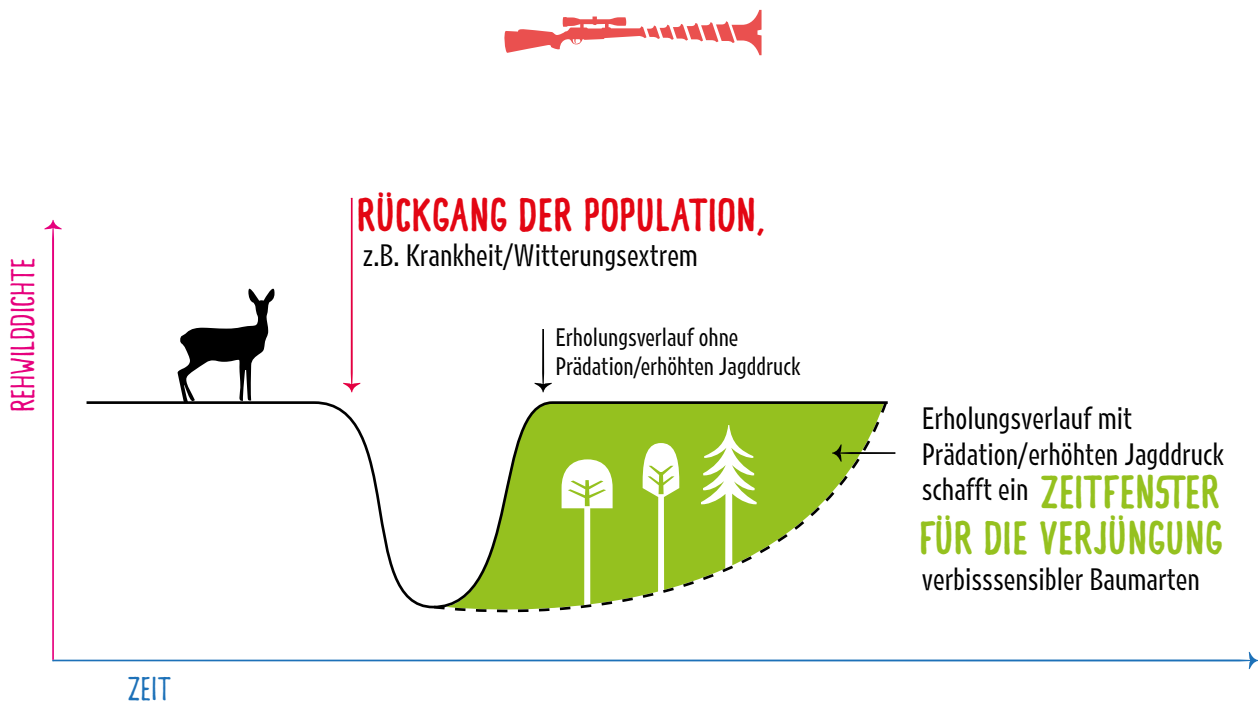 RÜCKGANG DER POPULATION,
z.B. Krankheit/Witterungsextrem
REHWILDDICHTE
Erholungsverlauf ohne
Prädation/erhöhten Jagddruck
Erholungsverlauf mit
Prädation/erhöhten Jagddruck
schafft ein ZEITFENSTER
FÜR DIE VERJÜNGUNG
verbisssensibler Baumarten
ZEIT